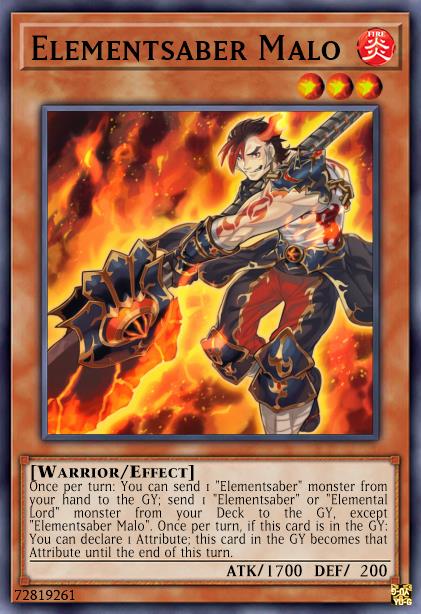 Elementsaber Malo
FIRE
炎
[Warrior/Effect]
Once per turn: You can send 1 "Elementsaber" monster from
your hand to the GY; send 1 "Elementsaber" or "Elemental
Lord" monster from your Deck to the GY, except
"Elementsaber Malo". Once per turn, if this card is in the GY:
You can declare 1 Attribute; this card in the GY becomes that
Attribute until the end of this turn.
ATK/1700 DEF/ 200
72819261